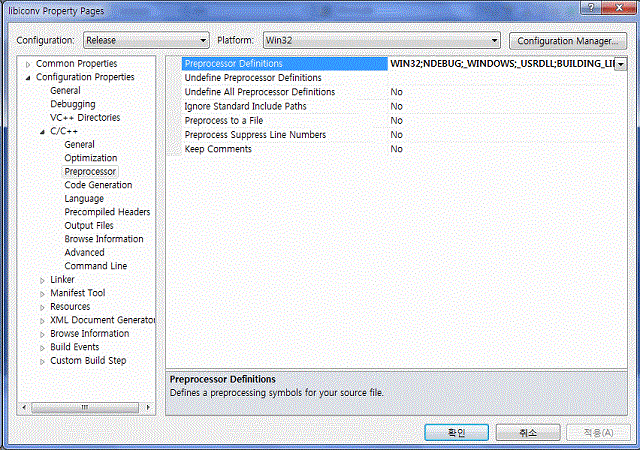 libiconv Property Pages
Configuration: Release Platform: Win32 Configuration Manager...
Common Properties
Configuration Properties
General
Debugging
VC++ Directories
C/C++
General
Optimization
Preprocessor
Code Generation
Language
Precompiled Headers
Output Files
Browse Information
Advanced
Command Line
Linker
Manifest Tool
Resources
XML Document Generator
Browse Information
Build Events
Custom Build Step
Preprocessor Definitions WIN32;NDEBUG;_WINDOWS;_USRDLL;BUILDING_LI
Undefine Preprocessor Definitions
Undefine All Preprocessor Definitions No
Ignore Standard Include Paths No
Preprocess to a File No
Preprocess Suppress Line Numbers No
Keep Comments No
Preprocessor Definitions
Defines a preprocessing symbols for your source file.
확인 취소 적용(A)